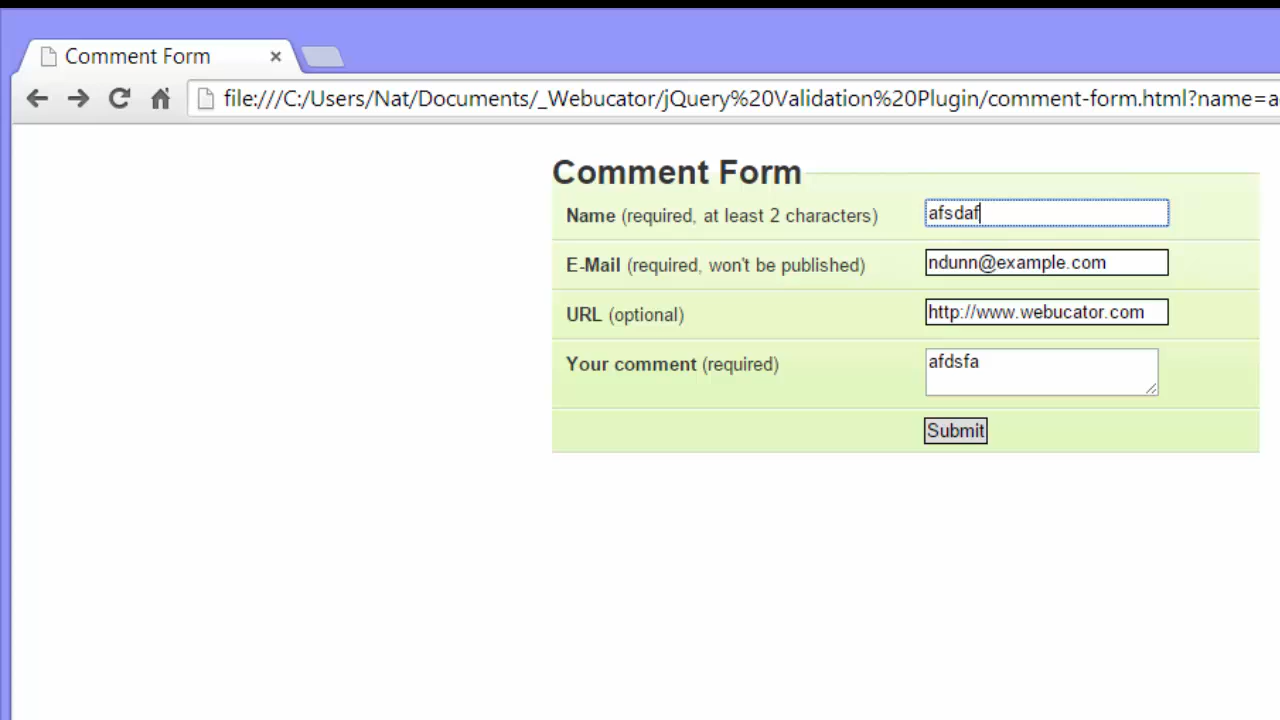 Comment Form
file:///C:/Users/Nat/Documents/_Webucator/jQuery%20Validation%20Plugin/comment-form.html?name=a
Comment Form
Name (required, at least 2 characters) afsdaf
E-Mail (required, won't be published) ndunn@example.com
URL (optional) http://www.webucator.com
Your comment (required) afdsfa
Submit